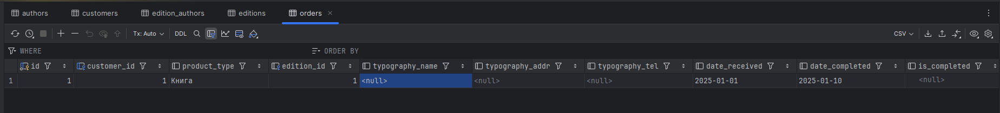 authors customers edition_authors editions orders
Tx: Auto DDL CSV
WHERE ORDER BY
id customer_id product_type edition_id typography_name typography_addr typography_tel date_received date_completed is_completed
1 1 1 Книга 1 <null> <null> <null> 2025-01-01 2025-01-10 <null>